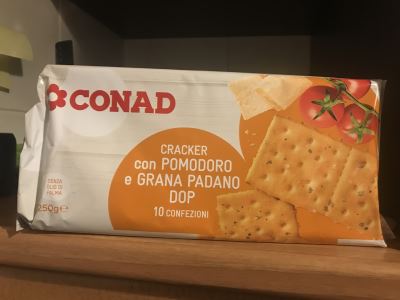 CONAD
CRACKER
con POMODORO
e GRANA PADANO
DOP
10 CONFEZIONI
SENZA
OLIO DI
PALMA
250g e